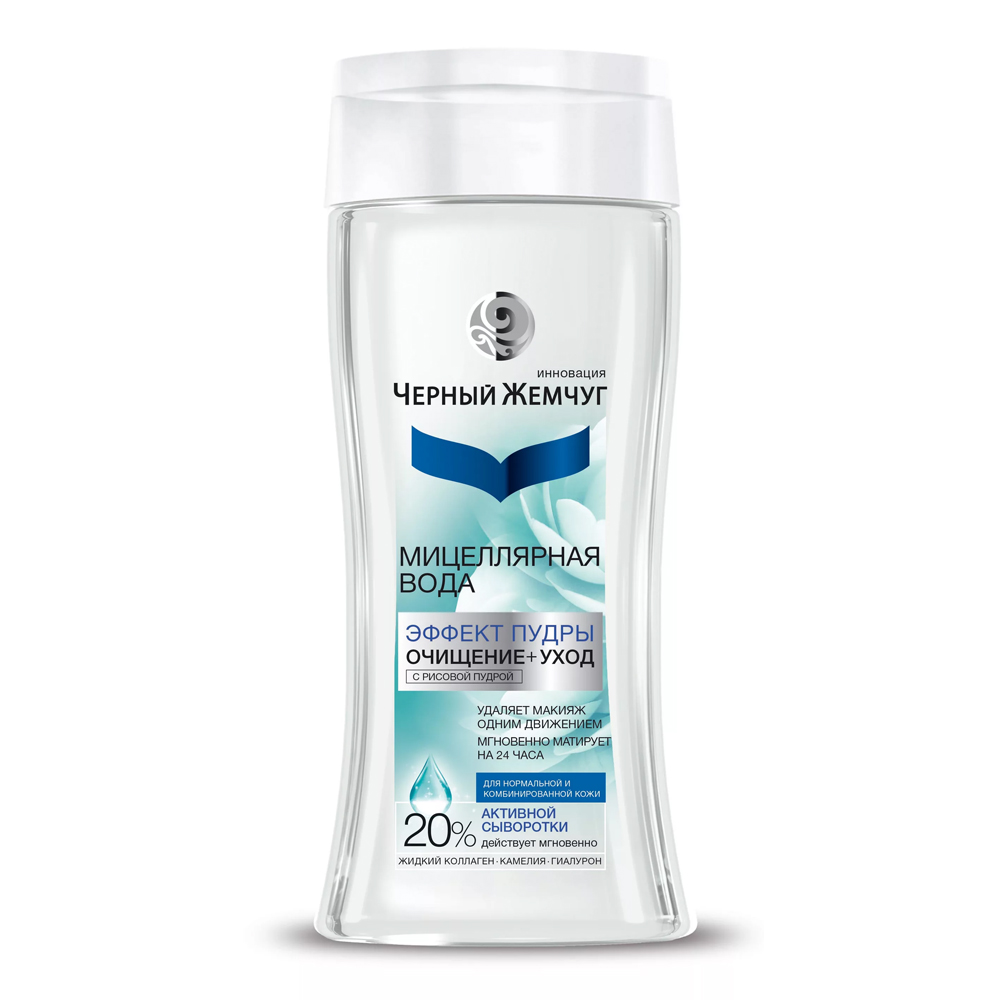 инновация
ЧЕРНЫЙ ЖЕМЧУГ
МИЦЕЛЛЯРНАЯ
ВОДА
ЭФФЕКТ ПУДРЫ
ОЧИЩЕНИЕ+УХОД
С РИСОВОЙ ПУДРОЙ
УДАЛЯЕТ МАКИЯЖ
ОДНИМ ДВИЖЕНИЕМ
МГНОВЕННО МАТИРУЕТ
НА 24 ЧАСА
ДЛЯ НОРМАЛЬНОЙ И
КОМБИНИРОВАННОЙ КОЖИ
20% АКТИВНОЙ
СЫВОРОТКИ
действует мгновенно
ЖИДКИЙ КОЛЛАГЕН · КАМЕЛИЯ · ГИАЛУРОН